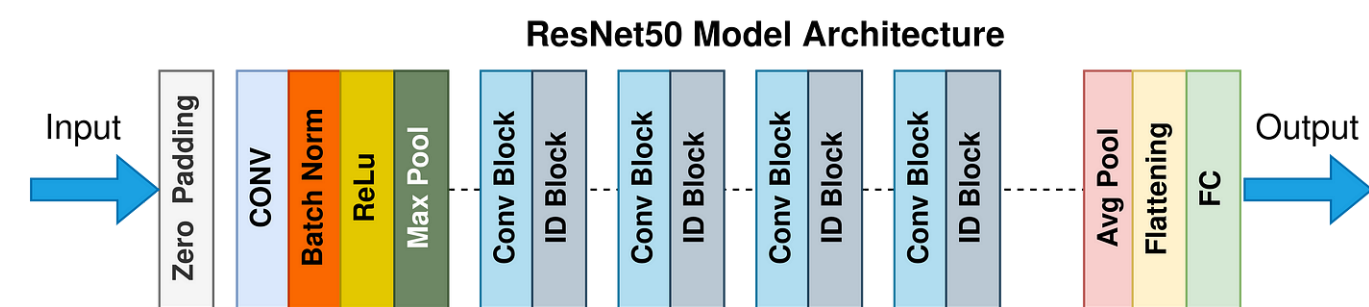 ResNet50 Model Architecture
Input
Zero Padding
CONV
Batch Norm
ReLu
Max Pool
Conv Block
ID Block
Conv Block
ID Block
Conv Block
ID Block
Conv Block
ID Block
Avg Pool
Flattening
FC
Output